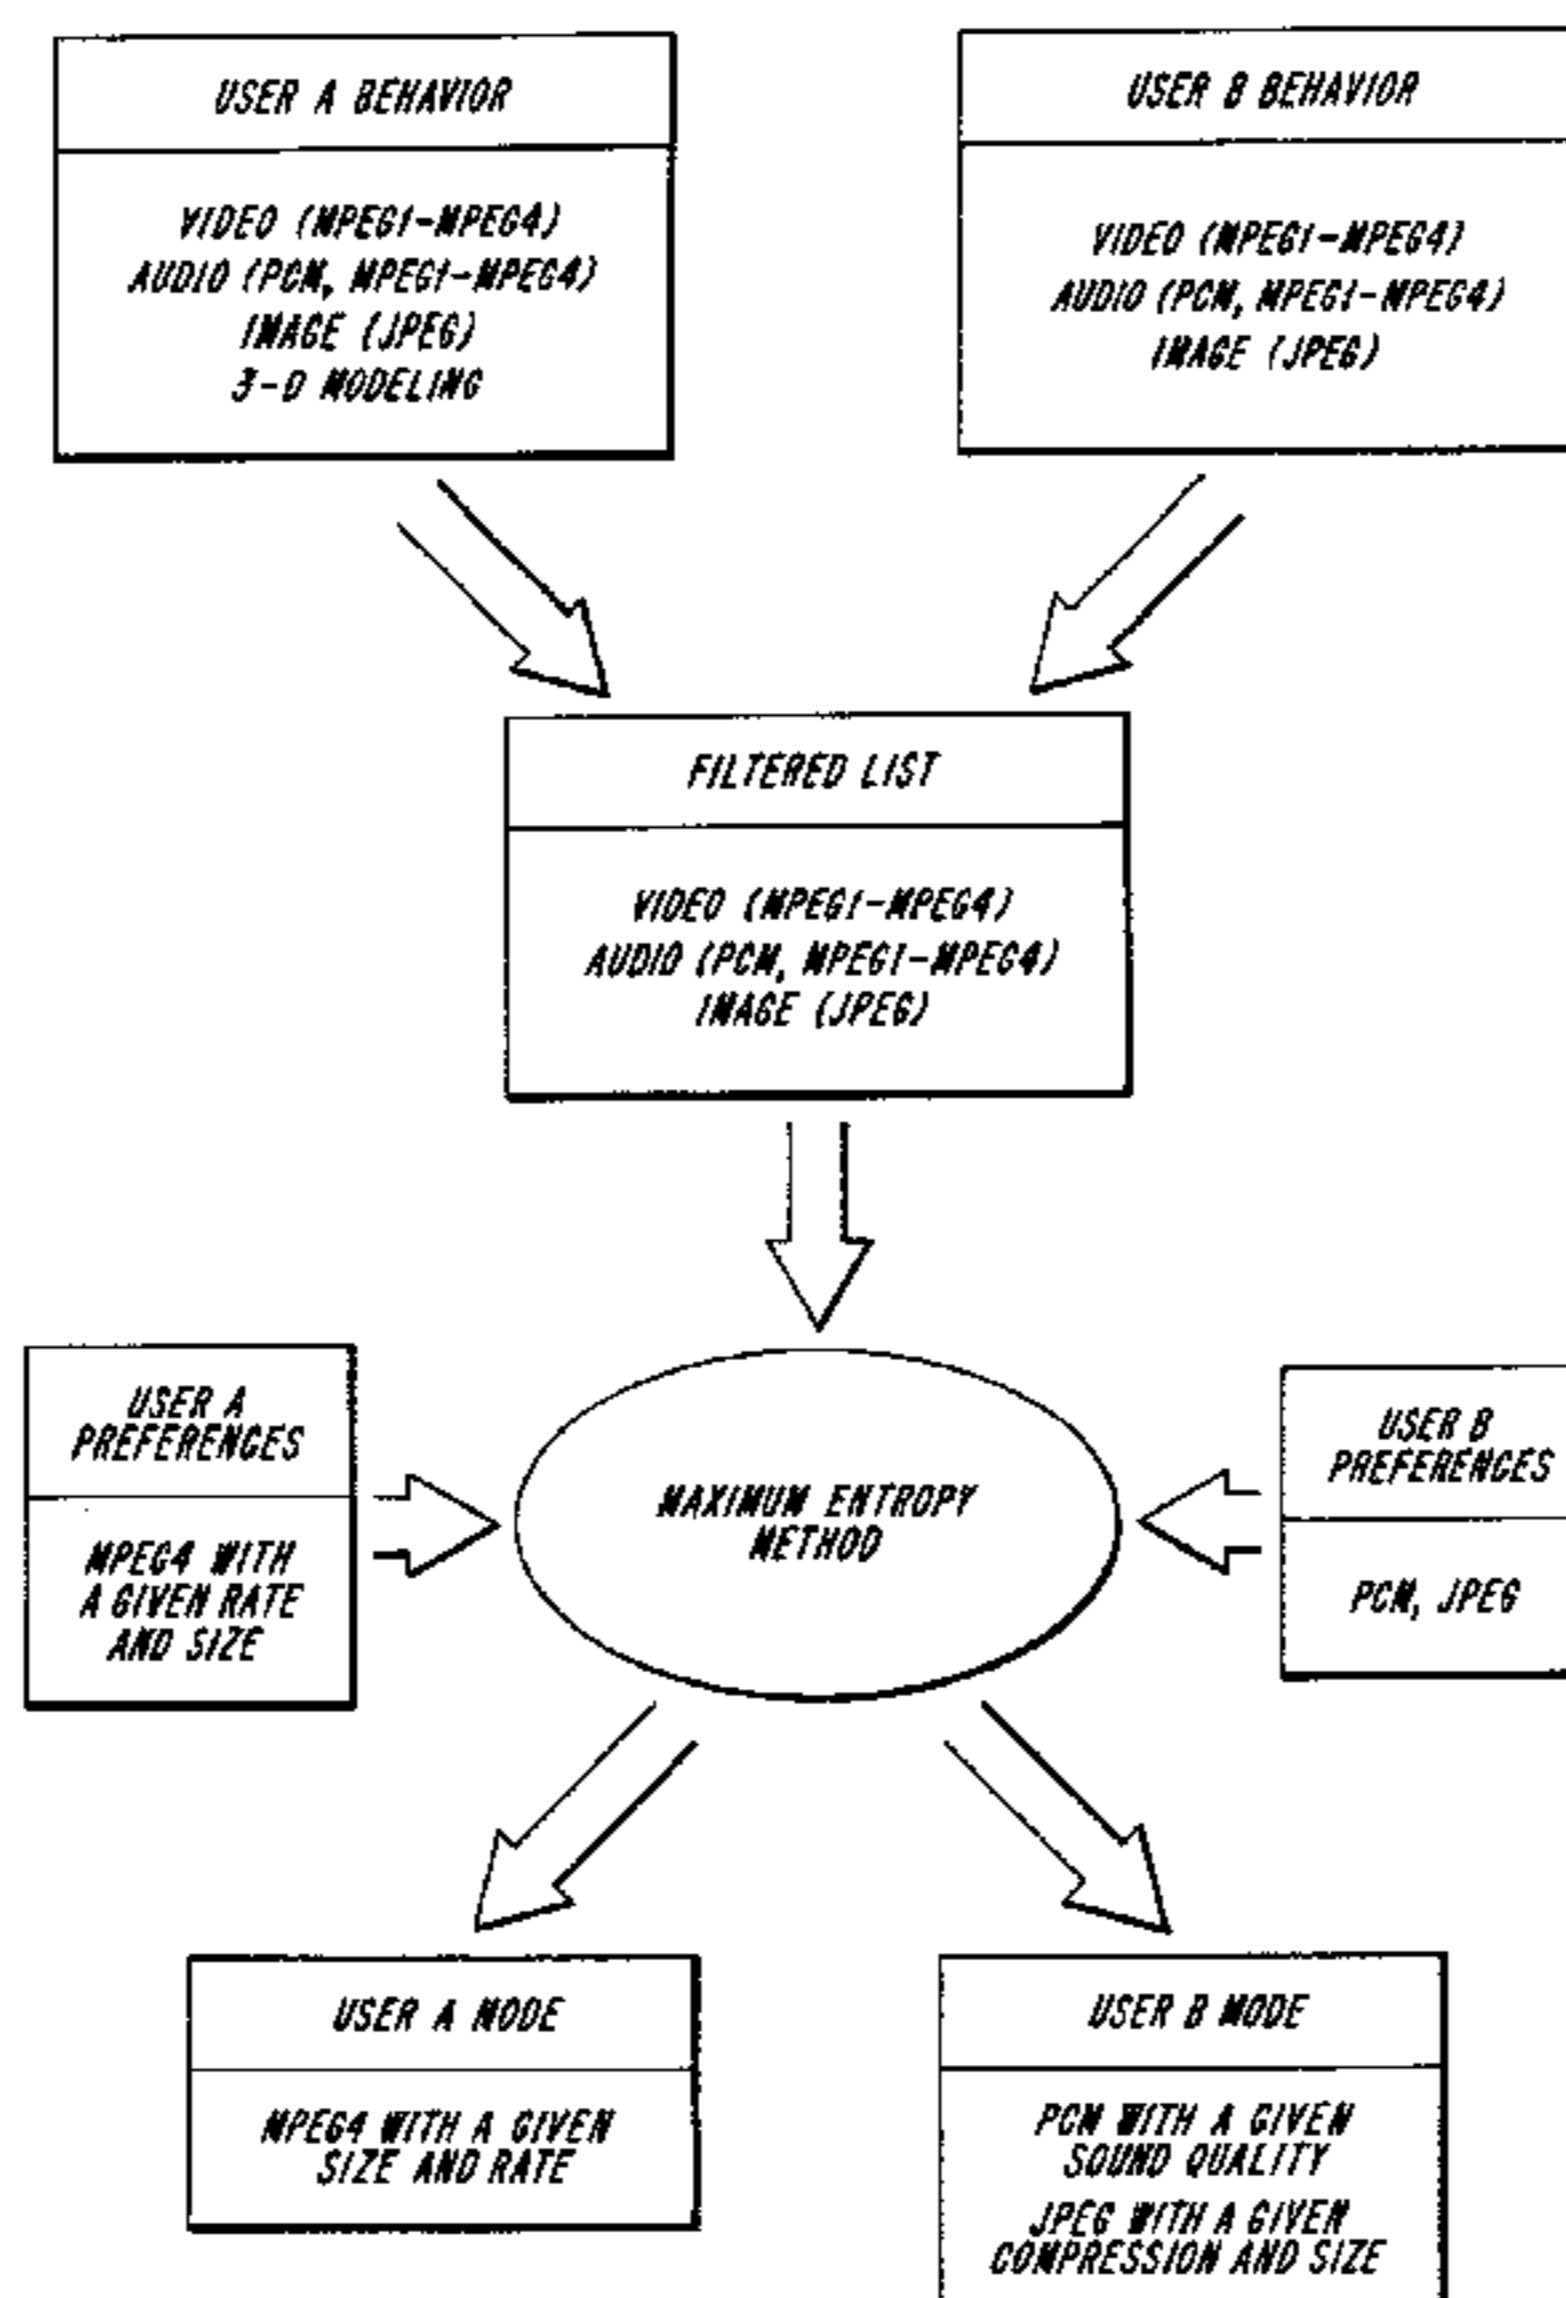 USER A BEHAVIOR
VIDEO (MPEG1-MPEG4)
AUDIO (PCM, MPEG1-MPEG4)
IMAGE (JPEG)
3-D MODELING
USER B BEHAVIOR
VIDEO (MPEG1-MPEG4)
AUDIO (PCM, MPEG1-MPEG4)
IMAGE (JPEG)
FILTERED LIST
VIDEO (MPEG1-MPEG4)
AUDIO (PCM, MPEG1-MPEG4)
IMAGE (JPEG)
USER A
PREFERENCES
MPEG4 WITH
A GIVEN RATE
AND SIZE
MAXIMUM ENTROPY
METHOD
USER B
PREFERENCES
PCM, JPEG
USER A MODE
MPEG4 WITH A GIVEN
SIZE AND RATE
USER B MODE
PCM WITH A GIVEN
SOUND QUALITY
JPEG WITH A GIVEN
COMPRESSION AND SIZE